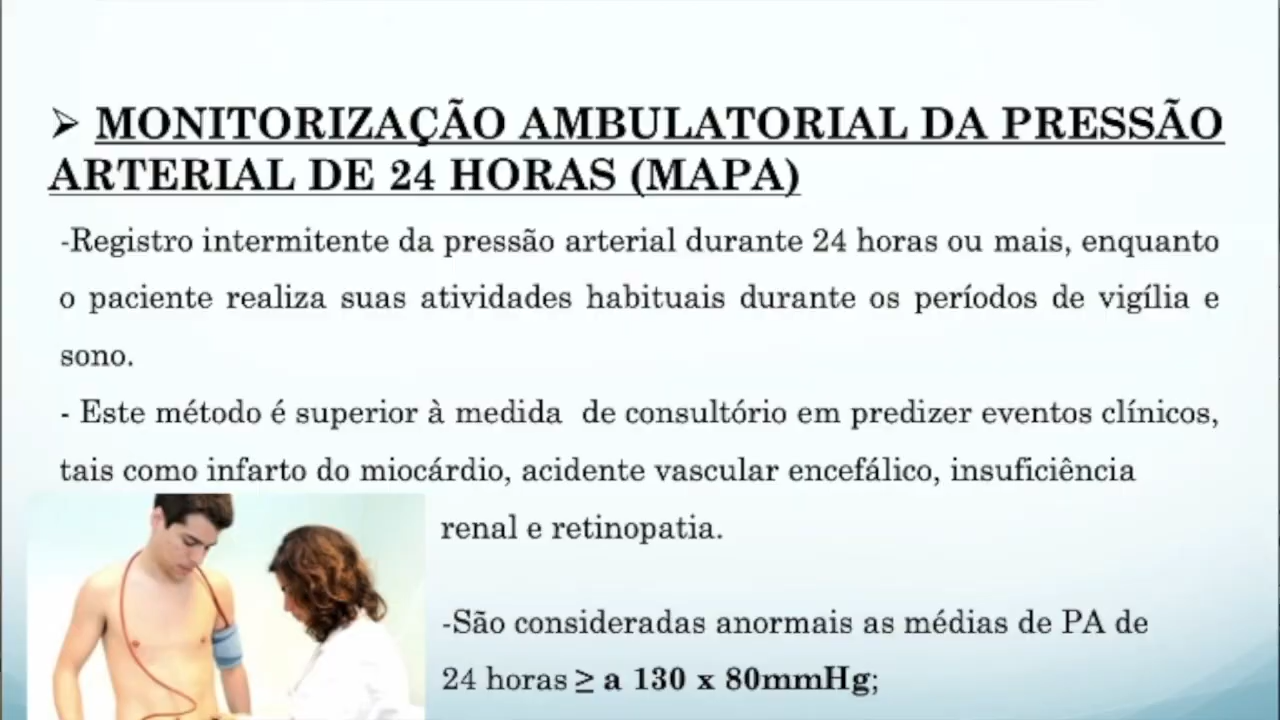 ➢ MONITORIZAÇÃO AMBULATORIAL DA PRESSÃO
ARTERIAL DE 24 HORAS (MAPA)
-Registro intermitente da pressão arterial durante 24 horas ou mais, enquanto
o paciente realiza suas atividades habituais durante os períodos de vigília e
sono.
- Este método é superior à medida  de consultório em predizer eventos clínicos,
tais como infarto do miocárdio, acidente vascular encefálico, insuficiência
renal e retinopatia.
-São consideradas anormais as médias de PA de
24 horas ≥ a 130 x 80mmHg;